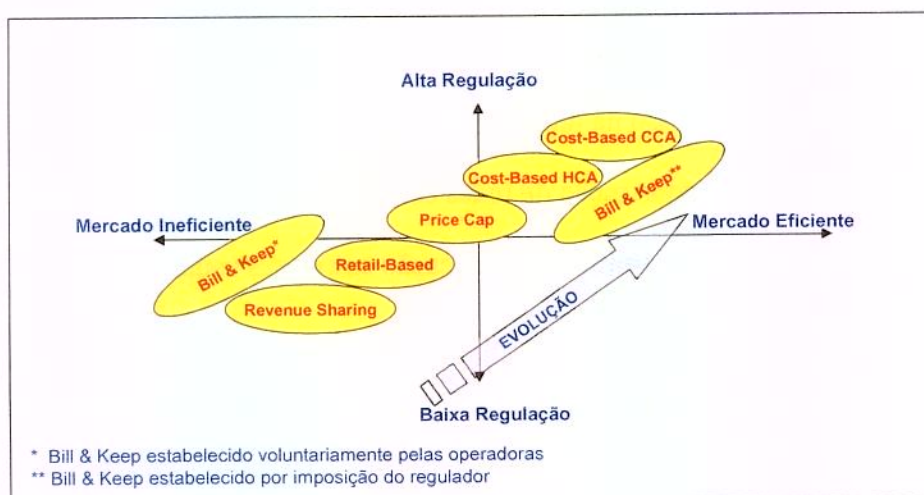 Alta Regulação
Cost-Based CCA
Cost-Based HCA
Bill & Keep**
Price Cap
Mercado Ineficiente
Mercado Eficiente
Bill & Keep*
Retail-Based
Revenue Sharing
EVOLUÇÃO
Baixa Regulação
* Bill & Keep estabelecido voluntariamente pelas operadoras
** Bill & Keep estabelecido por imposição do regulador